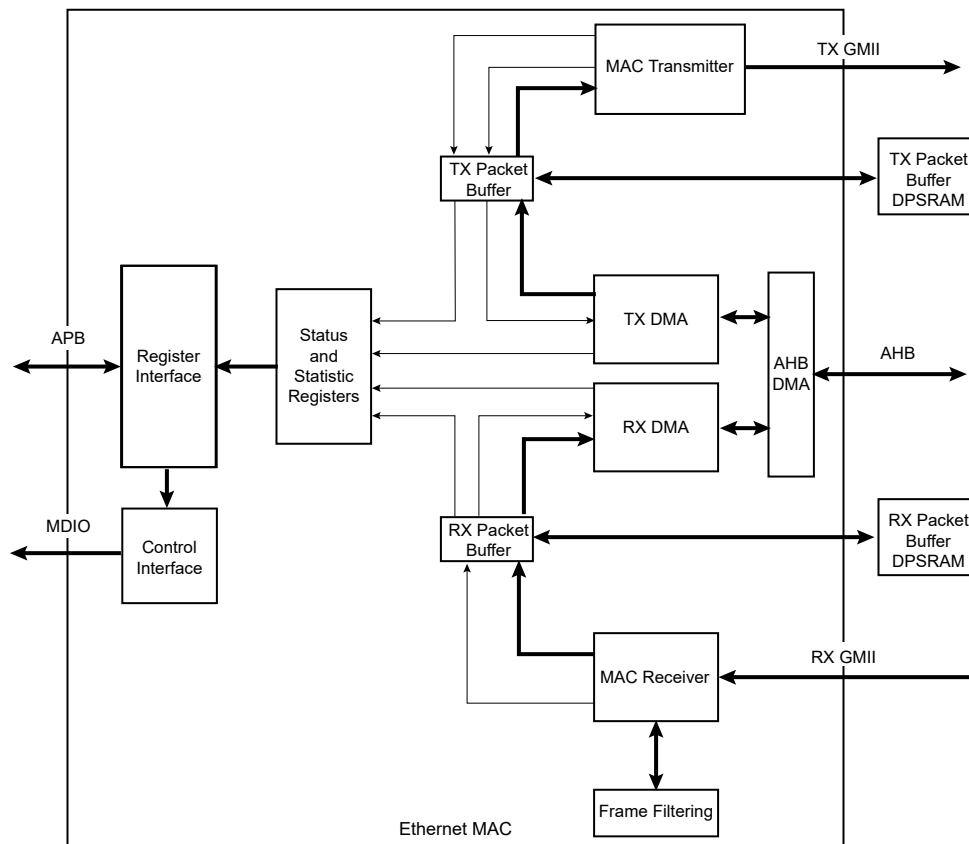 TX GMII
MAC Transmitter
TX Packet
Buffer
TX Packet
Buffer
DPSRAM
APB
Register
Interface
Status
and
Statistic
Registers
TX DMA
RX DMA
AHB
DMA
AHB
MDIO
Control
Interface
RX Packet
Buffer
RX Packet
Buffer
DPSRAM
MAC Receiver
RX GMII
Frame Filtering
Ethernet MAC